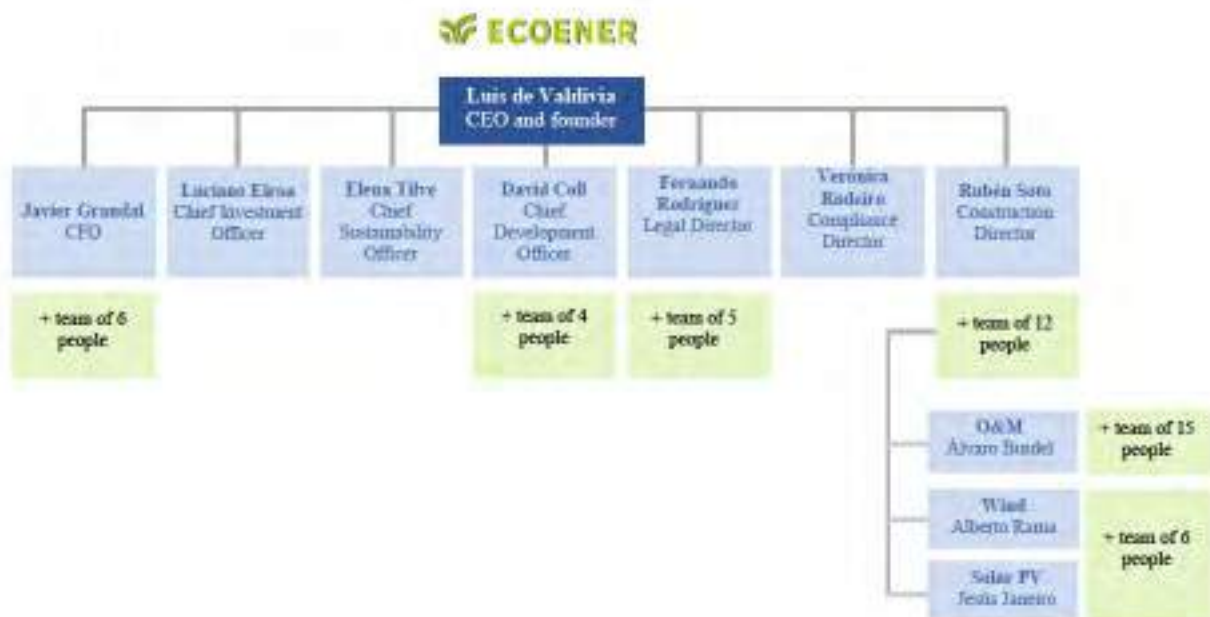 ECOENER
Luis de Valdivia
CEO and founder
Javier Grandal
CFO
Luciano
Chief Investment
Officer
Elena Tilve
Chief
Sustainability
Officer
David Coll
Chief
Development
Officer
Fernando
Rodríguez
Legal Director
Verónica
Rodeiro
Compliance
Director
Rubén Soto
Construction
Director
+ team of 6
people
+ team of 4
people
+ team of 5
people
+ team of 12
people
O&M
Álvaro
+ team of 15
people
Wind
Alberto Rama
+ team of 6
people
Solar PV
Jesús Janeiro